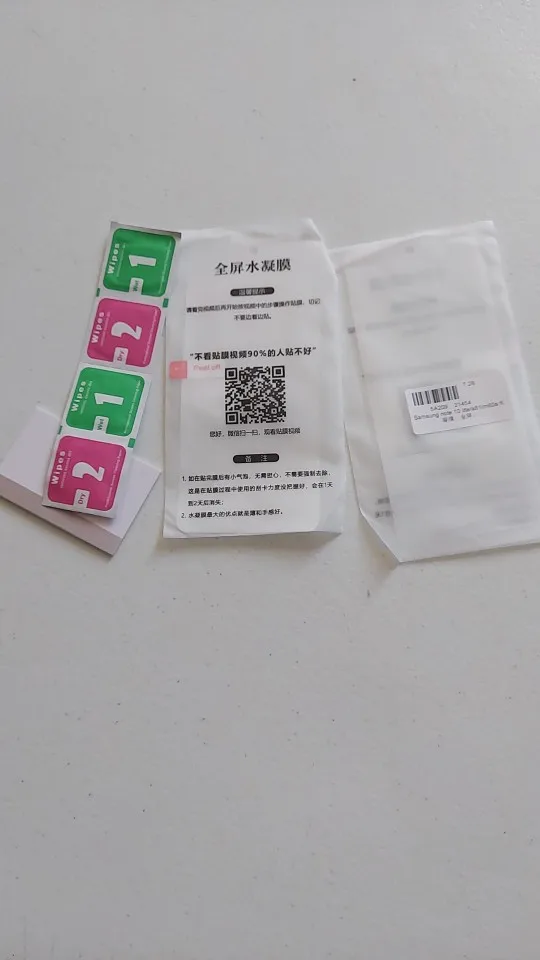 Wipes
1
Wet
Wipes
2
Dry
Wipes
1
Wet
Wipes
2
Dry
全屏水凝膜
温馨提示
请看完视频后再开始按视频中的步骤操作贴膜，切记
不要边看边贴。
“不看贴膜视频90%的人贴不好”
Peel off
您好，微信扫一扫，观看贴膜视频
备 注
1. 如在贴完膜后有小气泡，无需担心，不需要强制去除，
这是在贴膜过程中使用的刮卡力度没把握好，会在1天
到2天后消失；
2. 水凝膜最大的优点就是薄和手感好。
Samsung note 10 lite/a81/m60s/